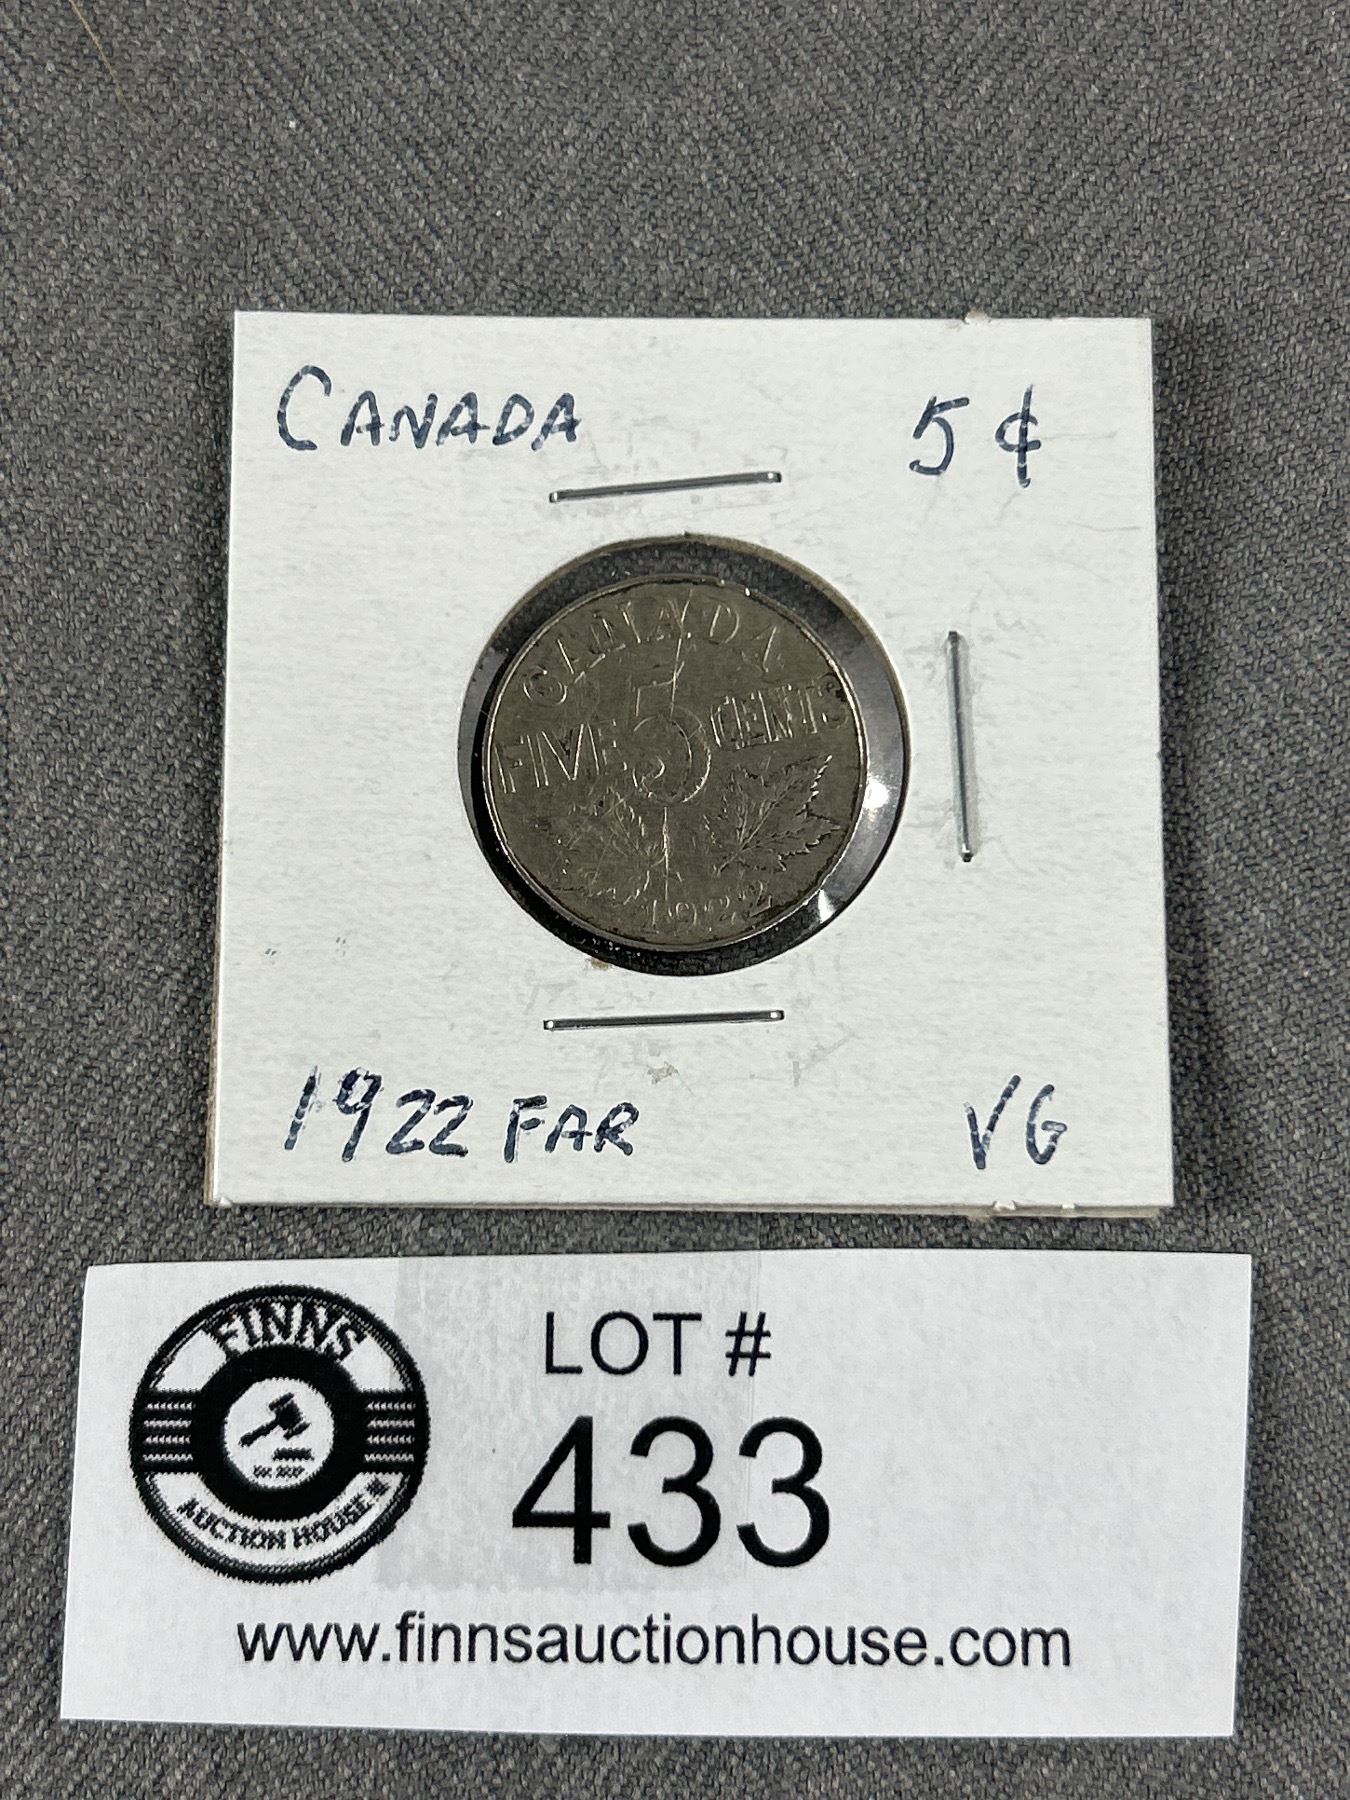 CANADA 5¢
CANADA
FIVE 5 CENTS
1922
1922 FAR VG
FINNS
AUCTION HOUSE
LOT #
433
www.finnsauctionhouse.com